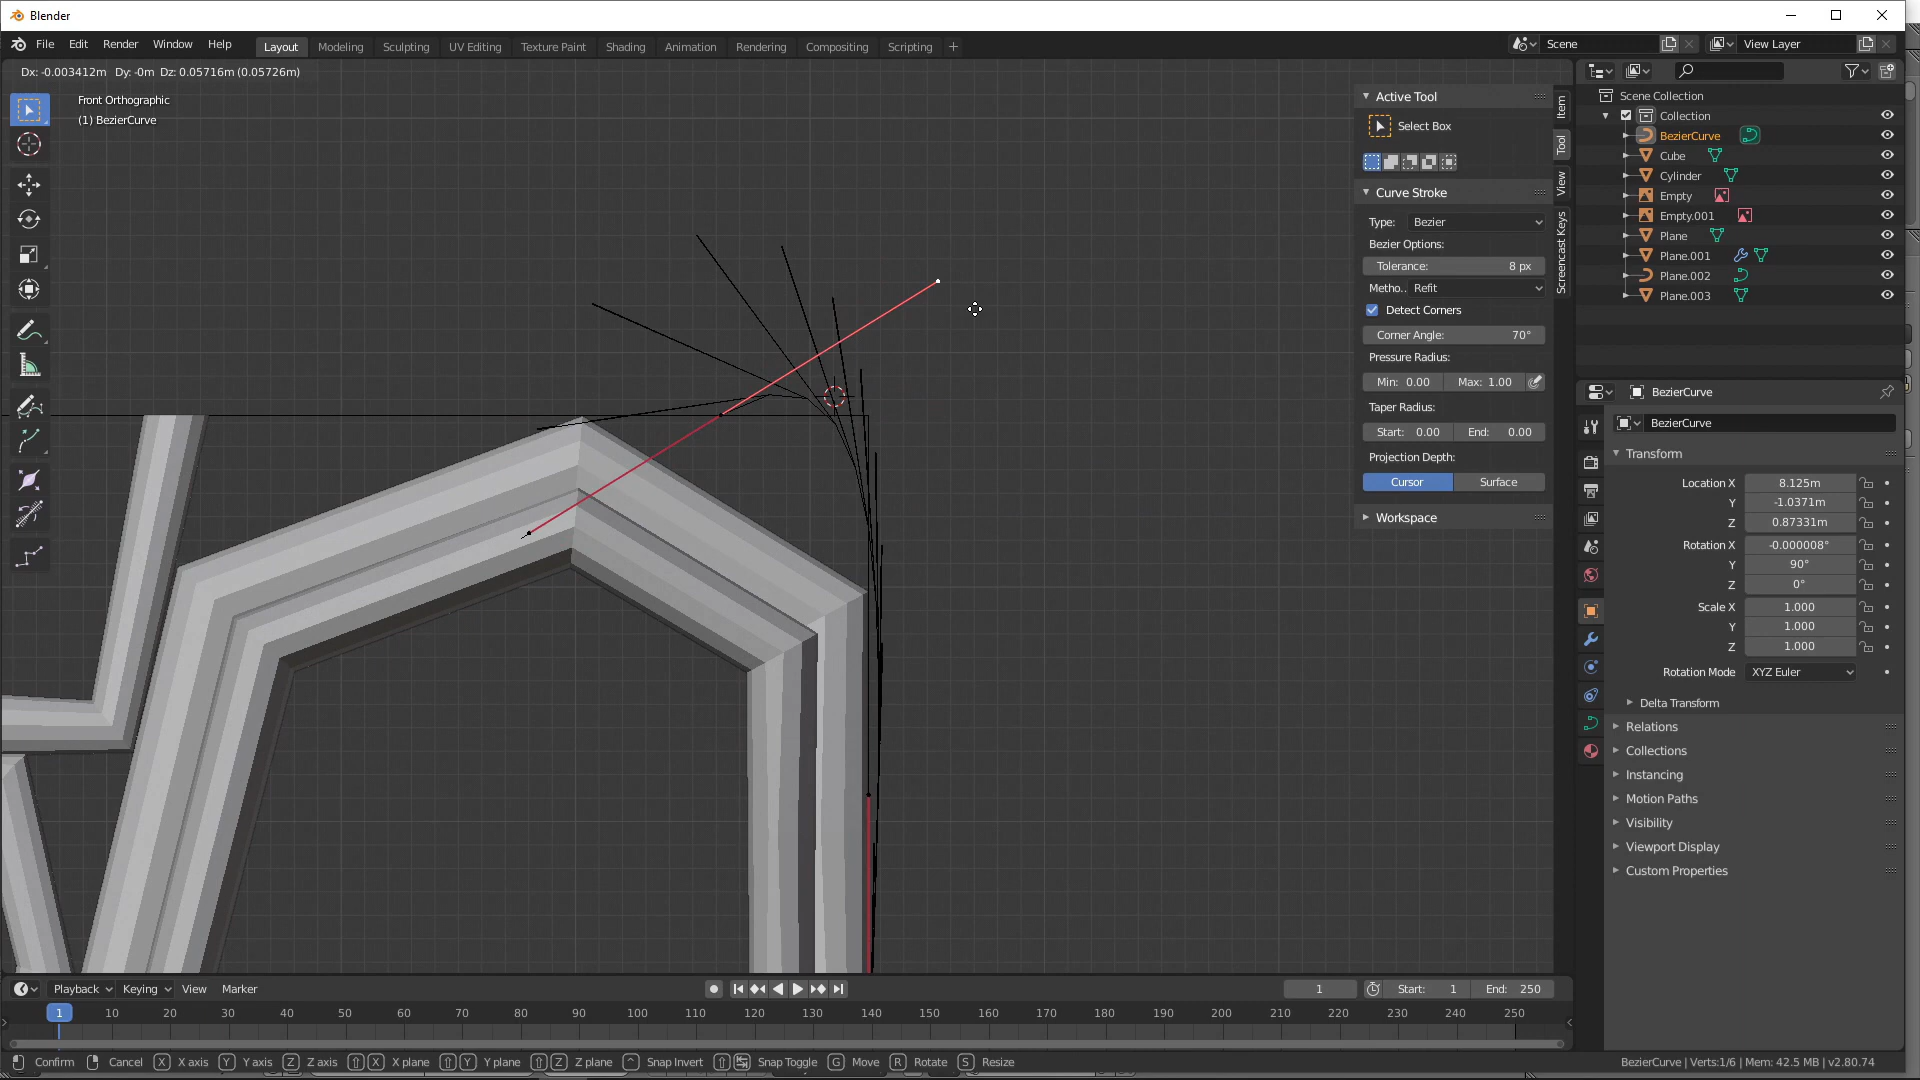 Blender
File Edit Render Window Help Layout Modeling Sculpting UV Editing Texture Paint Shading Animation Rendering Compositing Scripting + Scene View Layer
Dx: -0.003412m Dy: -0m Dz: 0.05716m (0.05726m)
Front Orthographic
(1) BezierCurve
Active Tool
Select Box
Curve Stroke
Type: Bezier
Bezier Options:
Tolerance: 8 px
Metho.. Refit
Detect Corners
Corner Angle: 70°
Pressure Radius:
Min: 0.00 Max: 1.00
Taper Radius:
Start: 0.00 End: 0.00
Projection Depth:
Cursor Surface
Workspace
Item
Tool
View
Screencast Keys
Scene Collection
Collection
BezierCurve
Cube
Cylinder
Empty
Empty.001
Plane
Plane.001
Plane.002
Plane.003
BezierCurve
BezierCurve
Transform
Location X 8.125m
Y -1.0371m
Z 0.87331m
Rotation X -0.000008°
Y 90°
Z 0°
Scale X 1.000
Y 1.000
Z 1.000
Rotation Mode XYZ Euler
Delta Transform
Relations
Collections
Instancing
Motion Paths
Visibility
Viewport Display
Custom Properties
Playback Keying View Marker 1 Start: 1 End: 250
1 10 20 30 40 50 60 70 80 90 100 110 120 130 140 150 160 170 180 190 200 210 220 230 240 250
Confirm Cancel X X axis Y Y axis Z Z axis X X plane Y Y plane Z Z plane Snap Invert Snap Toggle G Move R Rotate S Resize BezierCurve | Verts:1/6 | Mem: 42.5 MB | v2.80.74